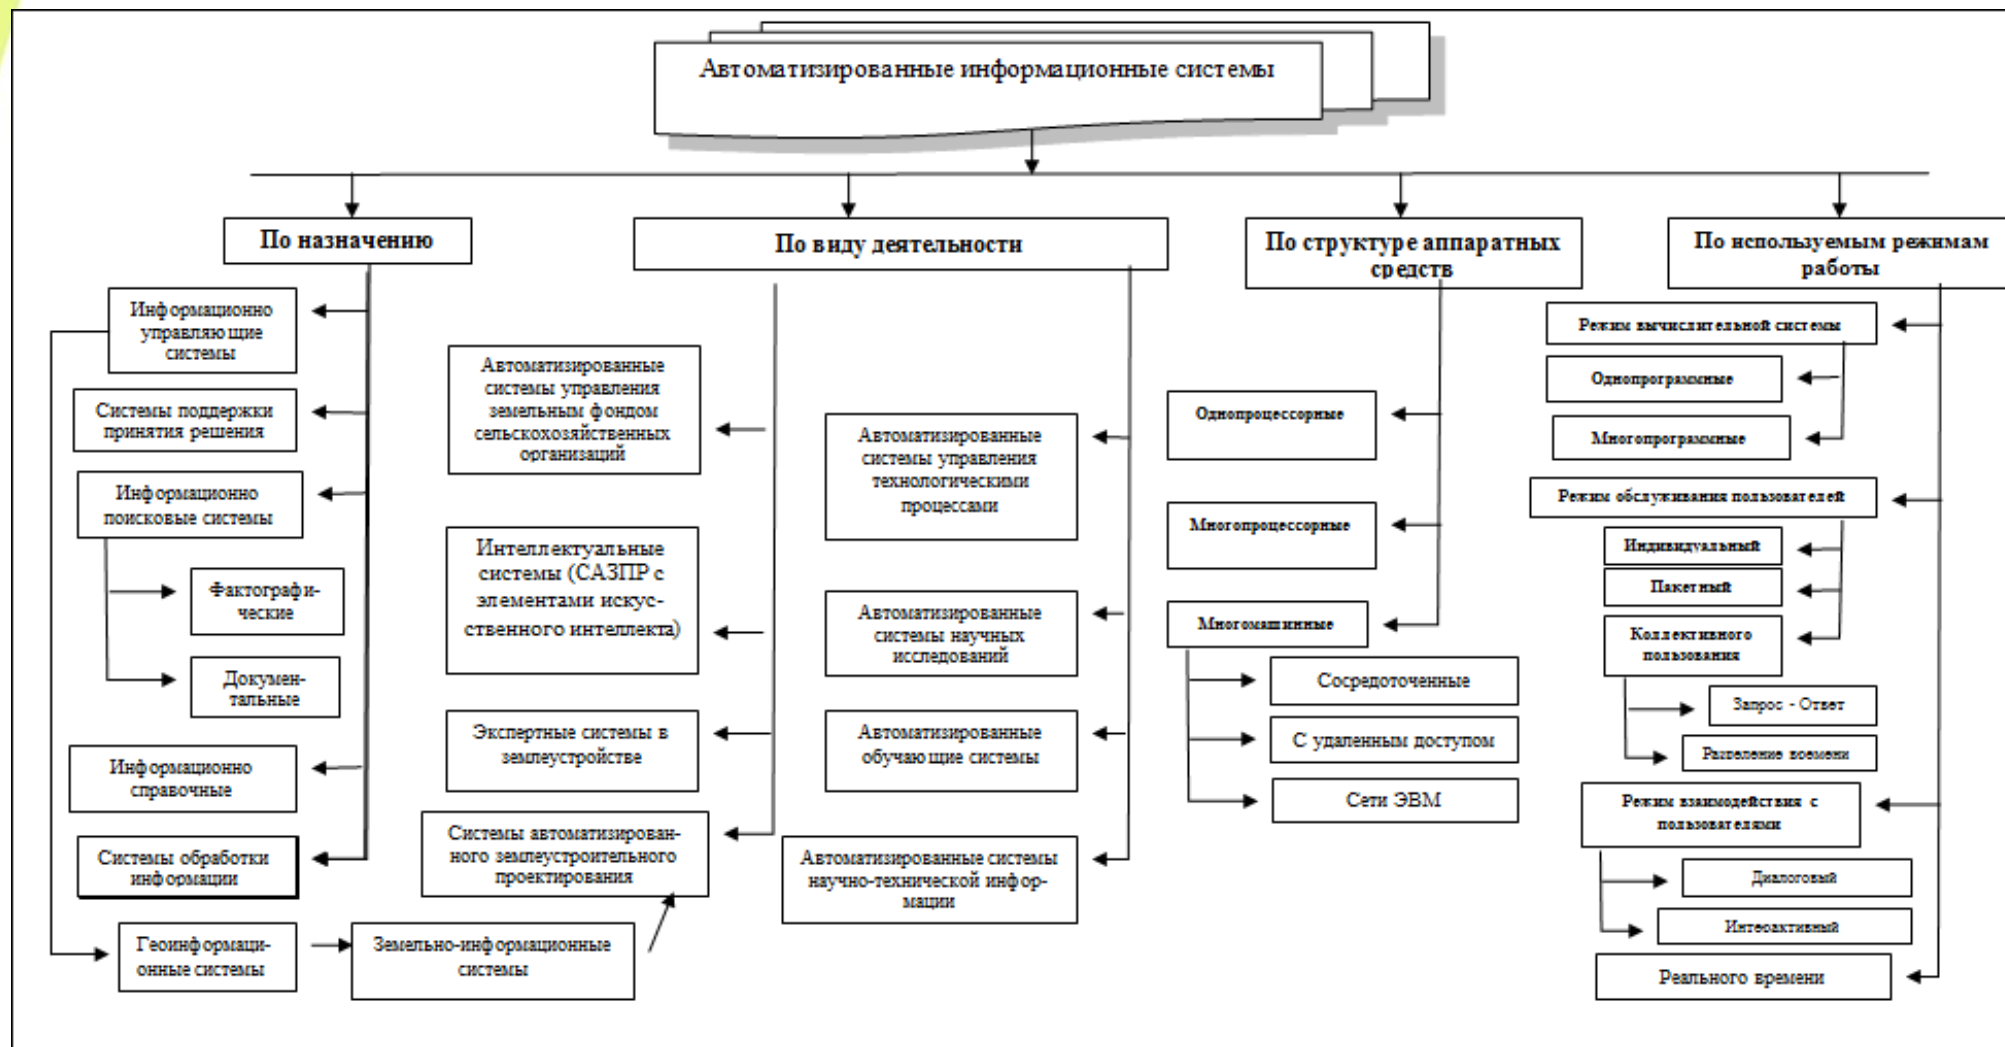 Автоматизированные информационные системы
По назначению
Информационно
управляющие
системы
Системы поддержки
принятия решения
Информационно
поисковые системы
Фактографи-
ческие
Докумен-
тальные
Информационно
справочные
Системы обработки
информации
Геоинформаци-
онные системы
Земельно-информационные
системы
По виду деятельности
Автоматизированные
системы управления
земельным фондом
сельскохозяйственных
организаций
Интеллектуальные
системы (САЗПР с
элементами искус-
ственного интеллекта)
Экспертные системы в
землеустройстве
Системы автоматизирован-
ного землеустроительного
проектирования
Автоматизированные
системы управления
технологическими
процессами
Автоматизированные
системы научных
исследований
Автоматизированные
обучающие системы
Автоматизированные системы
научно-технической инфор-
мации
По структуре аппаратных
средств
Однопроцессорные
Многопроцессорные
Многомашинные
Сосредоточенные
С удаленным доступом
Сети ЭВМ
По используемым режимам
работы
Режим вычислительной системы
Однопрограммные
Многопрограммные
Режим обслуживания пользователей
Индивидуальный
Пакетный
Коллективного
пользования
Запрос - Ответ
Разделение времени
Режим взаимодействия с
пользователями
Диалоговый
Интерактивный
Реального времени